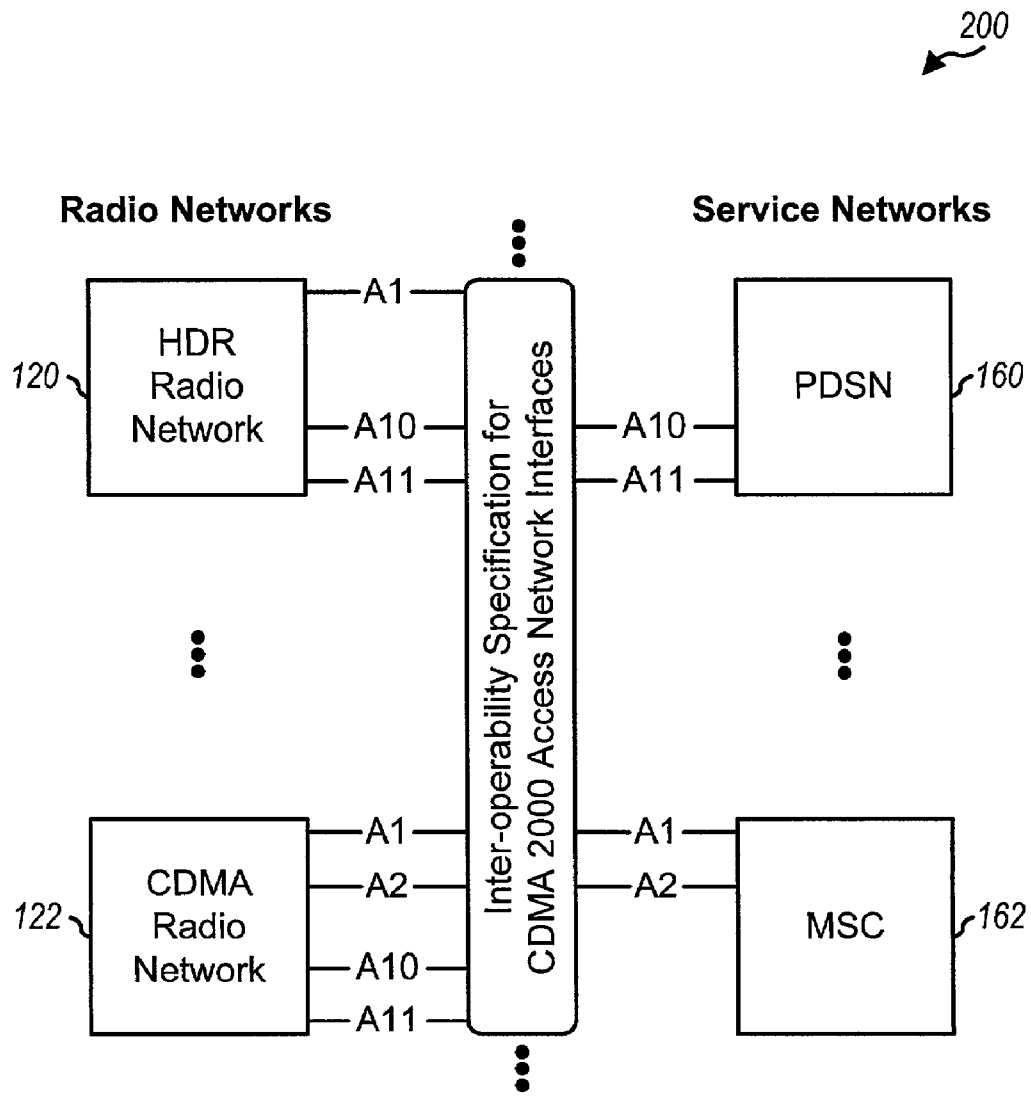 200
Radio Networks
Service Networks
HDR
Radio
Network
120
A1
A10
A11
Inter-operability Specification for
CDMA 2000 Access Network Interfaces
A10
A11
PDSN
160
CDMA
Radio
Network
122
A1
A2
A10
A11
A1
A2
MSC
162